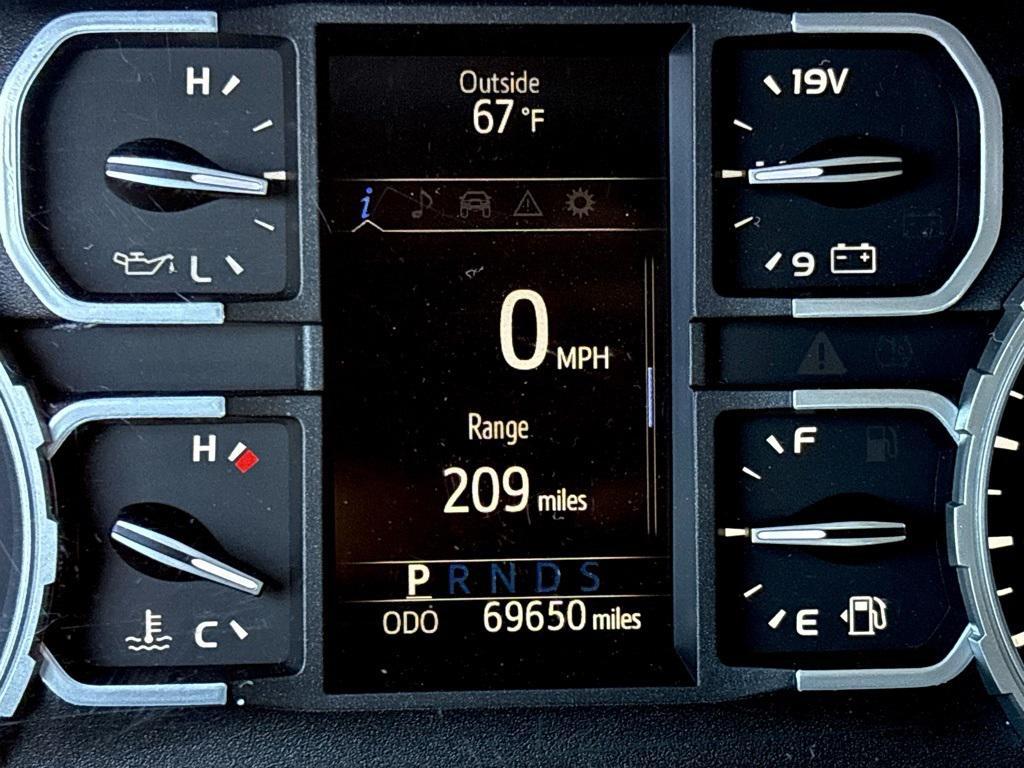 H
L
H
C
Outside
67 °F
i
0 MPH
Range
209 miles
P R N D S
ODO 69650 miles
19V
9
F
E